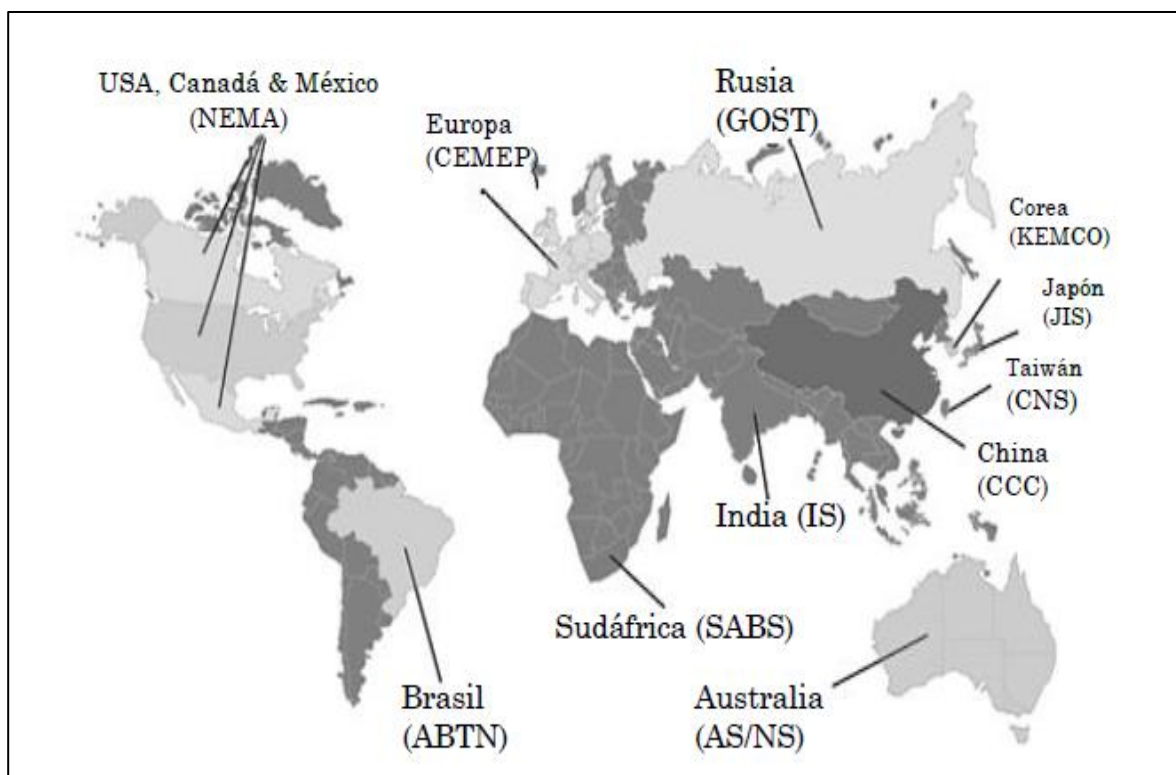 USA, Canadá & México
(NEMA)
Europa
(CEMEP)
Rusia
(GOST)
Corea
(KEMCO)
Japón
(JIS)
Taiwán
(CNS)
China
(CCC)
India (IS)
Sudáfrica (SABS)
Brasil
(ABTN)
Australia
(AS/NS)